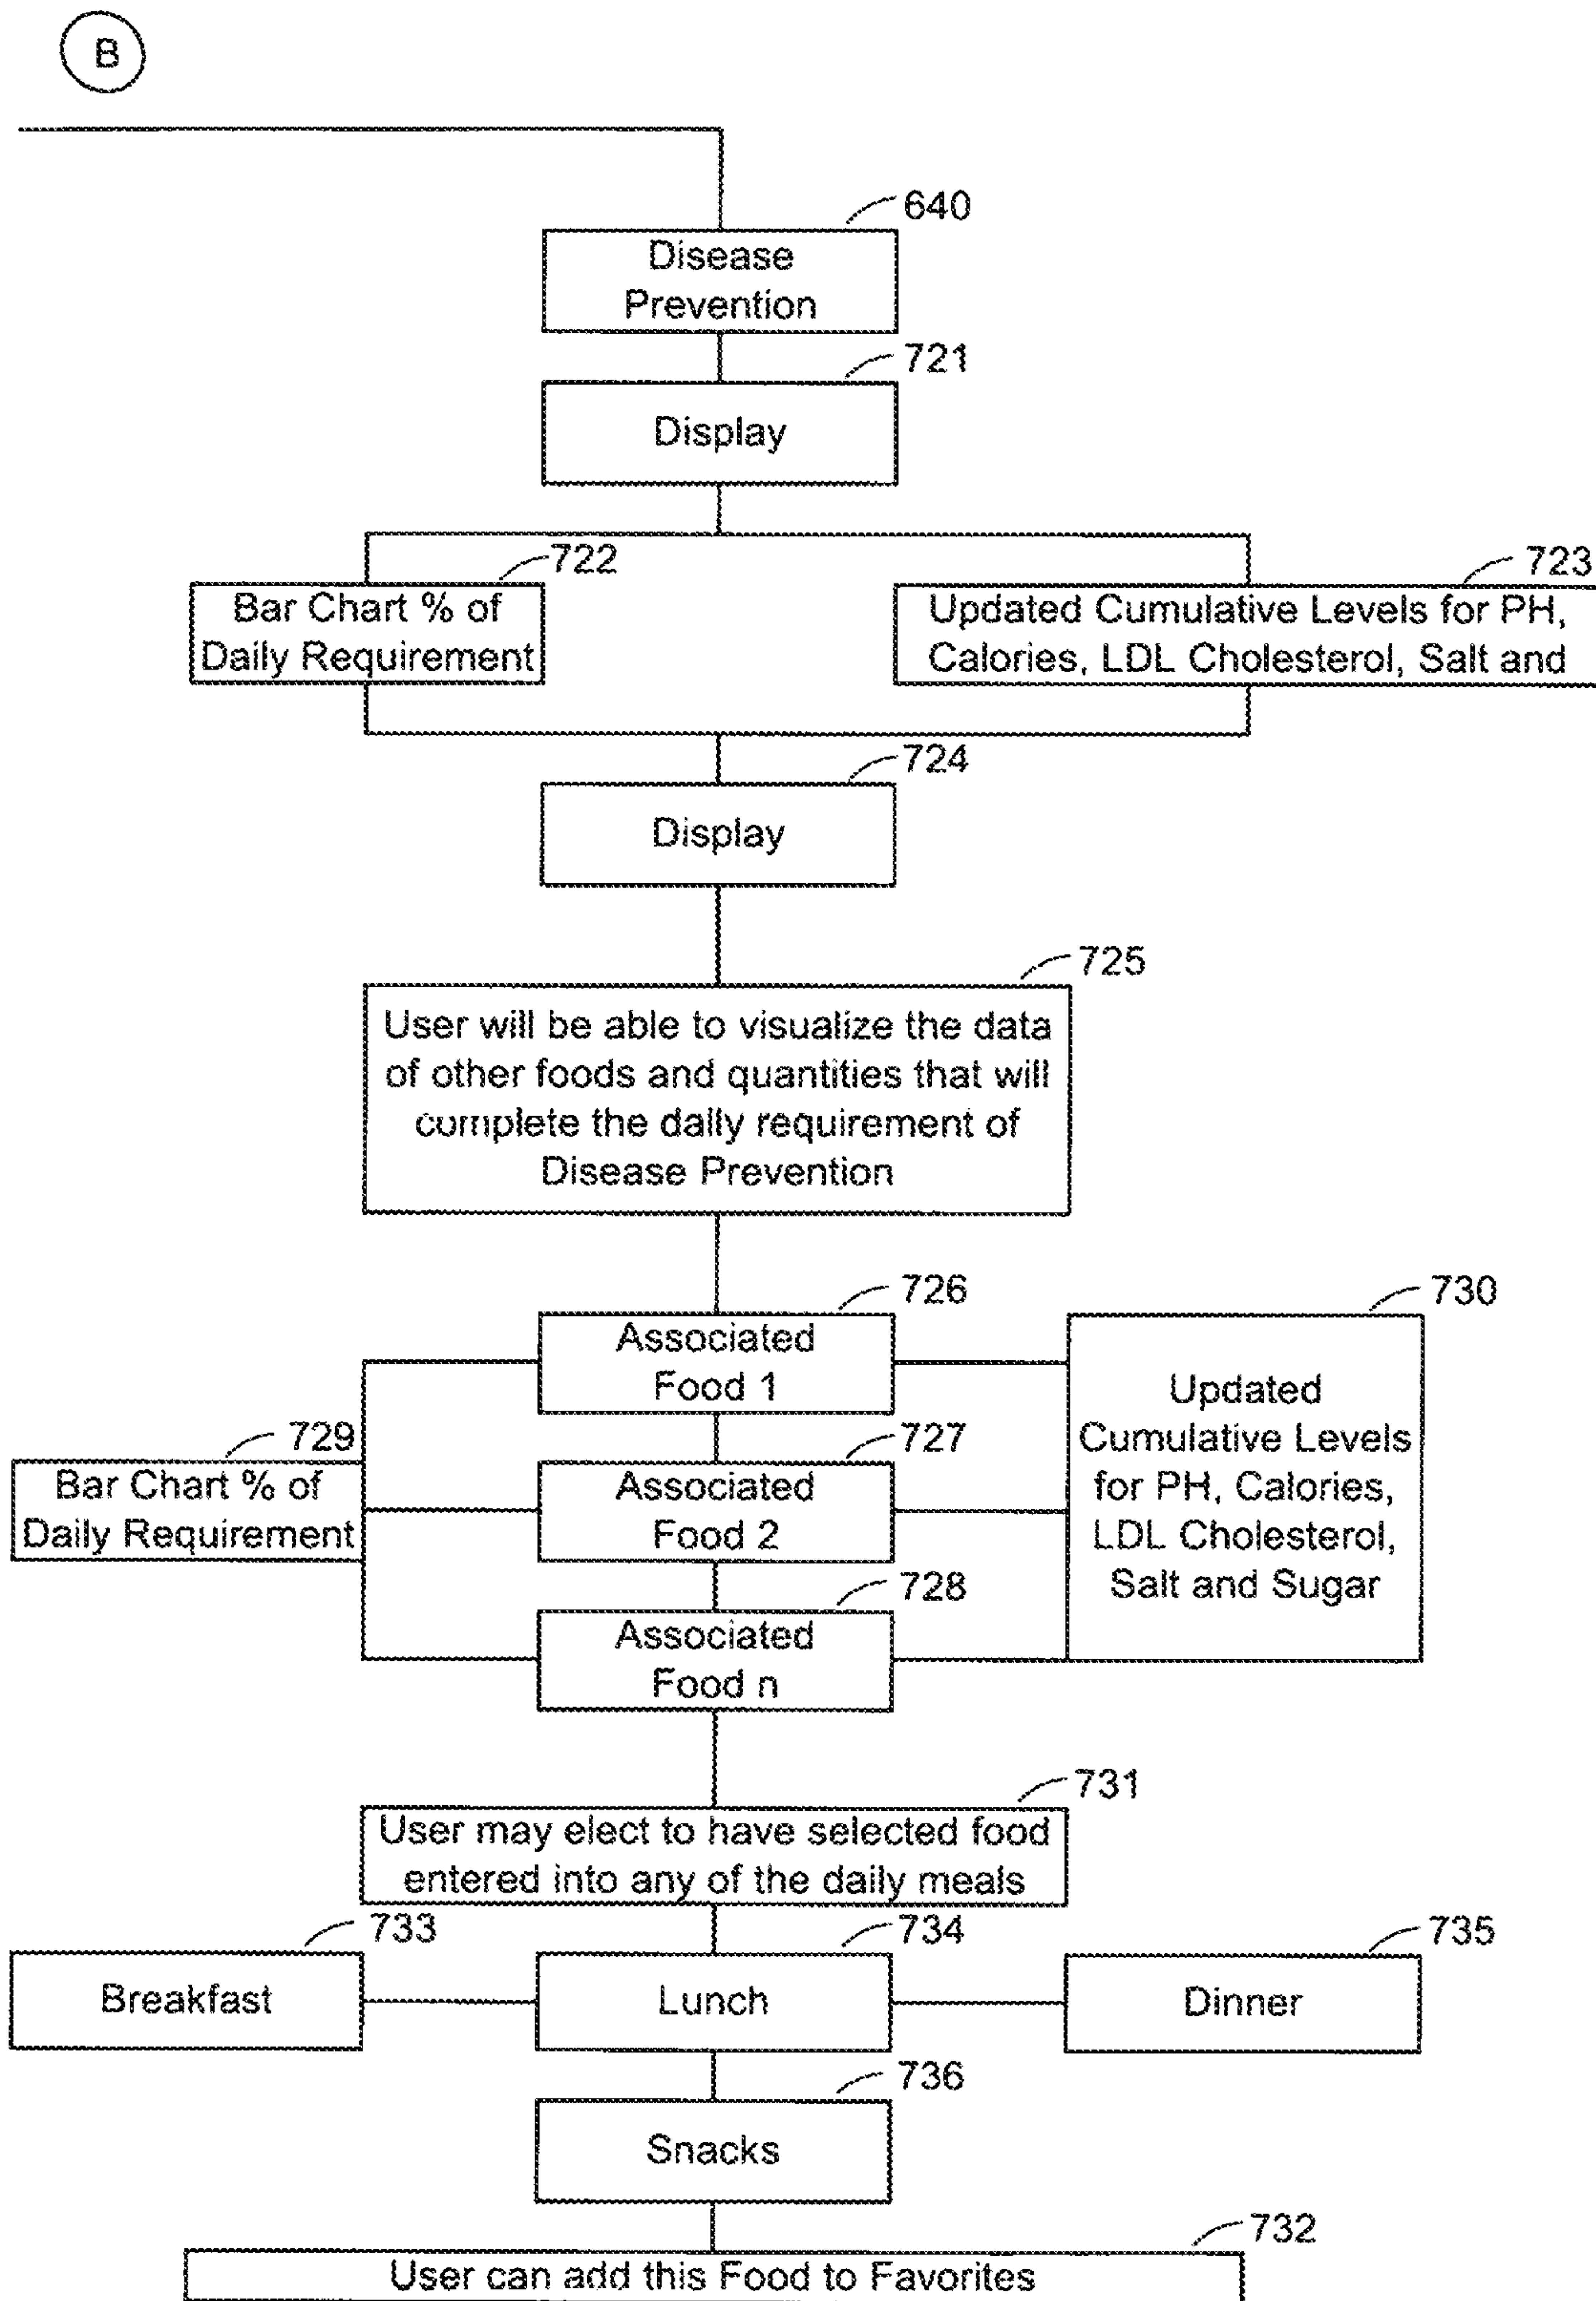 B
640
Disease
Prevention
721
Display
722
Bar Chart % of
Daily Requirement
723
Updated Cumulative Levels for PH,
Calories, LDL Cholesterol, Salt and
724
Display
725
User will be able to visualize the data
of other foods and quantities that will
complete the daily requirement of
Disease Prevention
726
Associated
Food 1
727
Associated
Food 2
728
Associated
Food n
729
Bar Chart % of
Daily Requirement
730
Updated
Cumulative Levels
for PH, Calories,
LDL Cholesterol,
Salt and Sugar
731
User may elect to have selected food
entered into any of the daily meals
733
Breakfast
734
Lunch
735
Dinner
736
Snacks
732
User can add this Food to Favorites